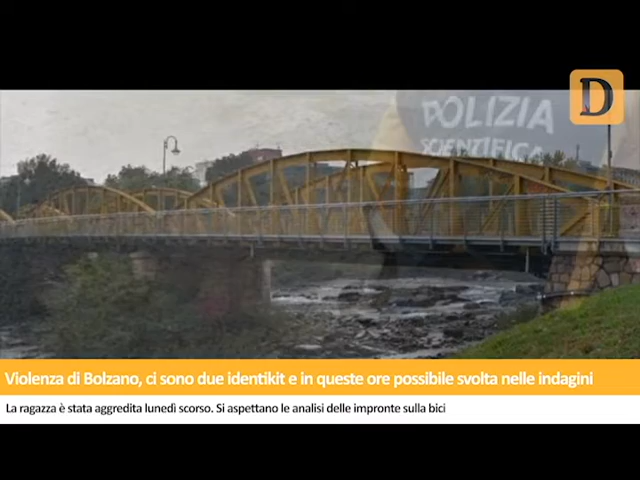 D
POLIZIA
SCIENTIFICA
Violenza di Bolzano, ci sono due identikit e in queste ore possibile svolta nelle indagini
La ragazza è stata aggredita lunedì scorso. Si aspettano le analisi delle impronte sulla bici